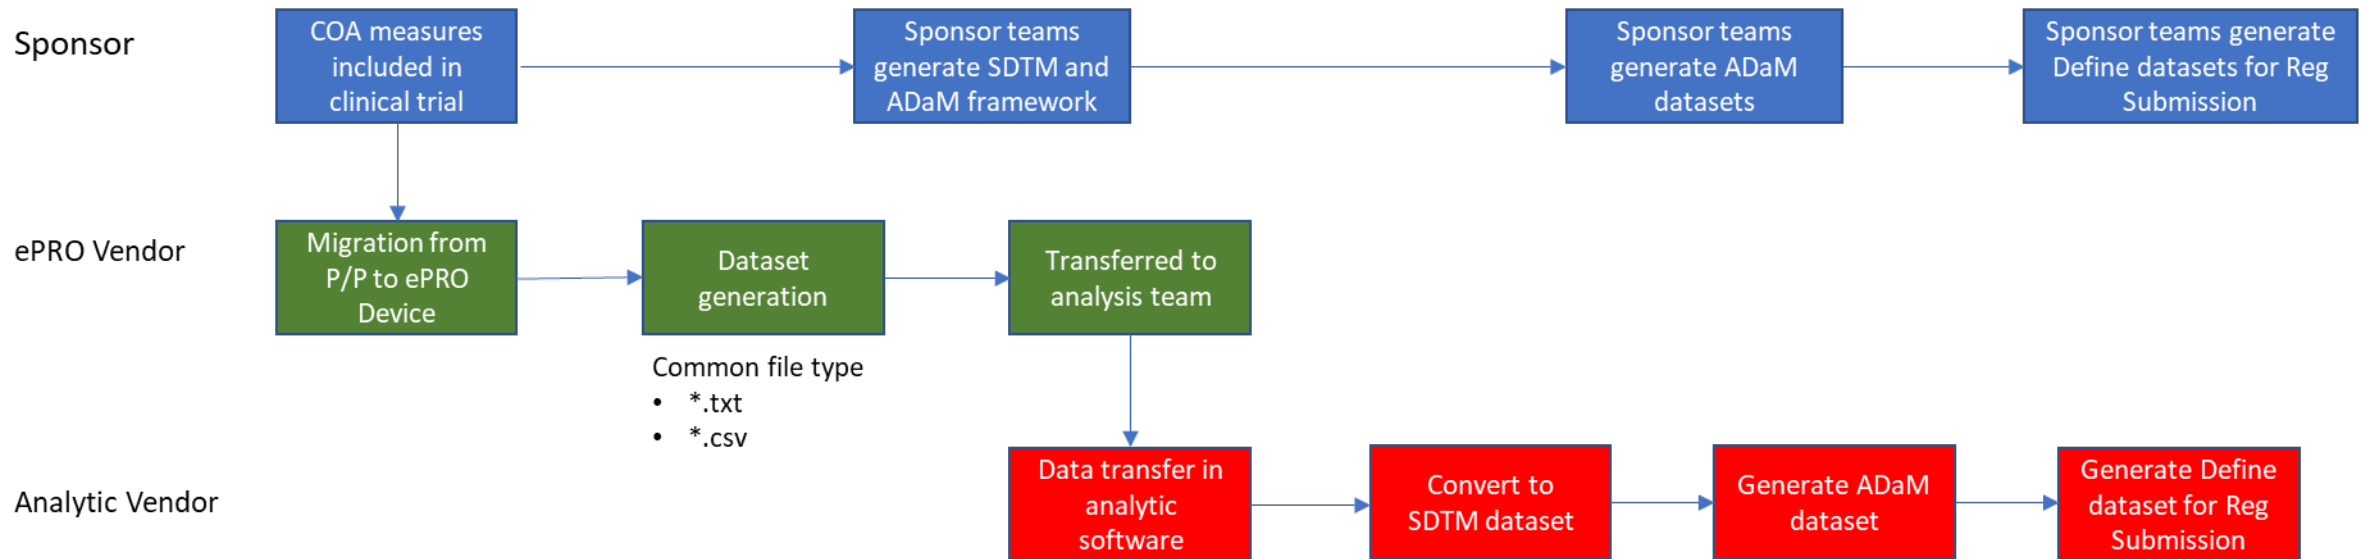 Sponsor
COA measures
included in
clinical trial
Sponsor teams
generate SDTM and
ADaM framework
Sponsor teams
generate ADaM
datasets
Sponsor teams generate
Define datasets for Reg
Submission
ePRO Vendor
Migration from
P/P to ePRO
Device
Dataset
generation
Transferred to
analysis team
Common file type
• *.txt
• *.csv
Analytic Vendor
Data transfer in
analytic
software
Convert to
SDTM dataset
Generate ADaM
dataset
Generate Define
dataset for Reg
Submission